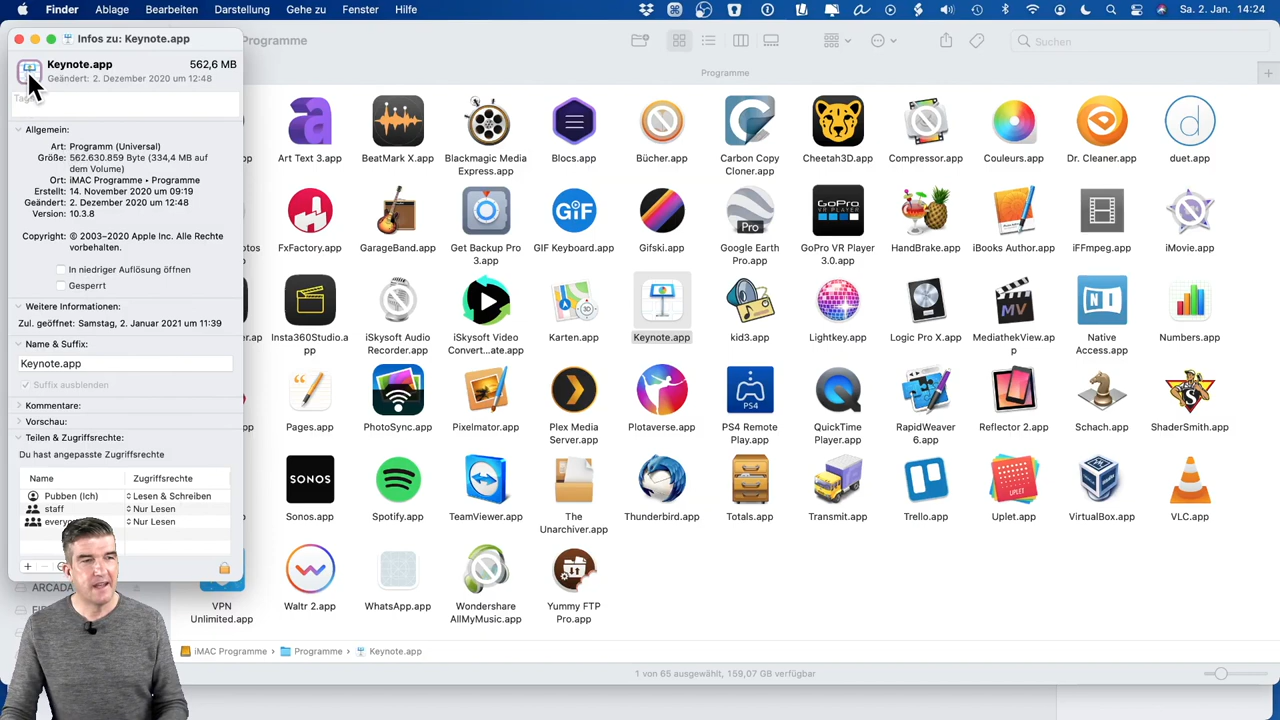 Finder Ablage Bearbeiten Darstellung Gehe zu Programme Fenster Hilfe Sa. 2. Jan. 14:24
Infos zu: Keynote.app
Keynote.app 562,6 MB
Geändert: 2. Dezember 2020 um 12:48
Allgemein:
Art: Programm (Universal)
Größe: 562.630.859 Byte (334,4 MB auf
dem Volume)
Ort: iMAC Programme • Programme
Erstellt: 14. November 2020 um 09:19
Geändert: 2. Dezember 2020 um 12:48
Version: 10.3.8
Copyright: © 2003–2020 Apple Inc. Alle Rechte
vorbehalten.
In niedriger Auflösung öffnen
Gesperrt
Weitere Informationen:
Zul. geöffnet: Samstag, 2. Januar 2021 um 11:39
Name & Suffix:
Keynote.app
Suffix ausblenden
Kommentare:
Vorschau:
Teilen & Zugriffsrechte:
Du hast angepasste Zugriffsrechte
Name Zugriffsrechte
Pubben (Ich) Lesen & Schreiben
staff Nur Lesen
Nur Lesen
ARCADA
Programme
Suchen
Programme
Art Text 3.app BeatMark X.app Blackmagic Media Blocs.app Bücher.app Carbon Copy Cheetah3D.app Compressor.app Couleurs.app Dr. Cleaner.app duet.app
Express.app Cloner.app
GIF Pro GoPro
VR PLAYER
FxFactory.app GarageBand.app Get Backup Pro GIF Keyboard.app Gifski.app Google Earth GoPro VR Player HandBrake.app iBooks Author.app iFFmpeg.app iMovie.app
3.app Pro.app 3.0.app
3D MV NI
Insta360Studio.a iSkysoft Audio iSkysoft Video Karten.app Keynote.app kid3.app Lightkey.app Logic Pro X.app MediathekView.ap Native Numbers.app
pp Recorder.app Convert...ate.app p Access.app
PS4
Pages.app PhotoSync.app Pixelmator.app Plex Media Plotaverse.app PS4 Remote QuickTime RapidWeaver Reflector 2.app Schach.app ShaderSmith.app
Server.app Play.app Player.app 6.app
SONOS UPLET
Sonos.app Spotify.app TeamViewer.app The Thunderbird.app Totals.app Transmit.app Trello.app Uplet.app VirtualBox.app VLC.app
Unarchiver.app
VPN Waltr 2.app WhatsApp.app Wondershare Yummy FTP
Unlimited.app AllMyMusic.app Pro.app
iMAC Programme › Programme › Keynote.app
1 von 65 ausgewählt, 159,07 GB verfügbar